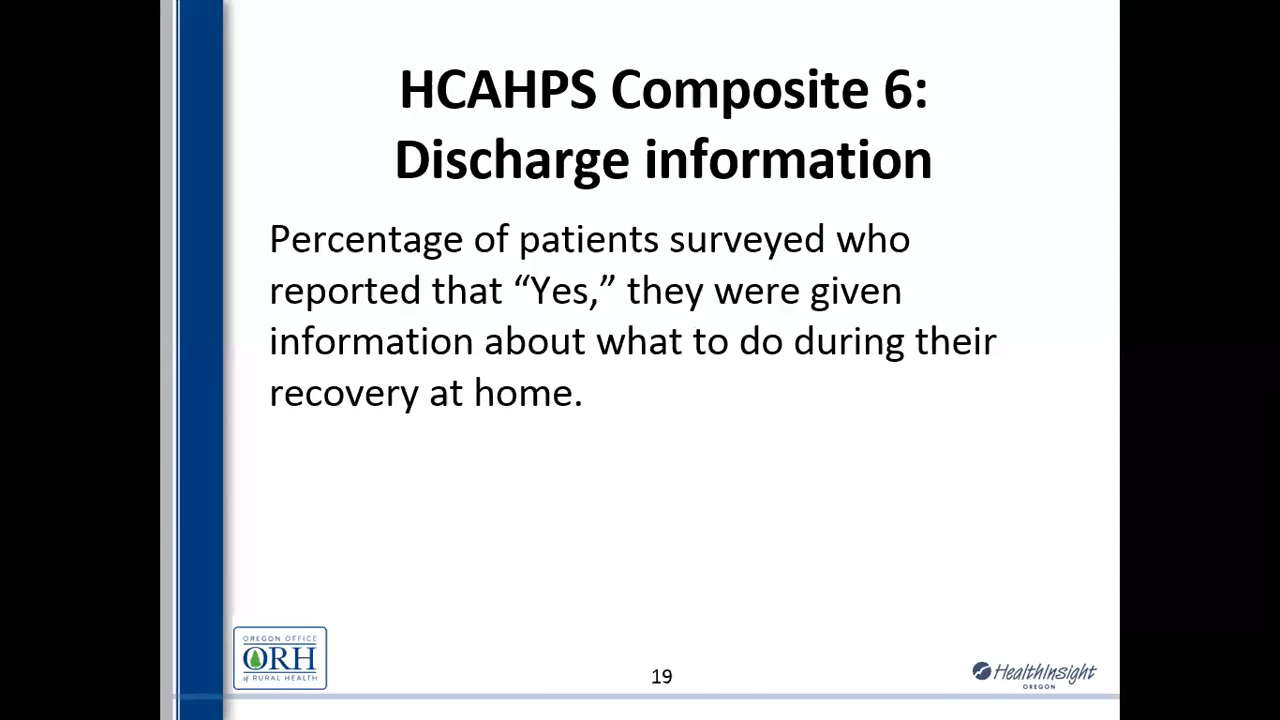 HCAHPS Composite 6:
Discharge information
Percentage of patients surveyed who
reported that “Yes,” they were given
information about what to do during their
recovery at home.
OREGON OFFICE
ORH
of RURAL HEALTH
19
HealthInsight
OREGON